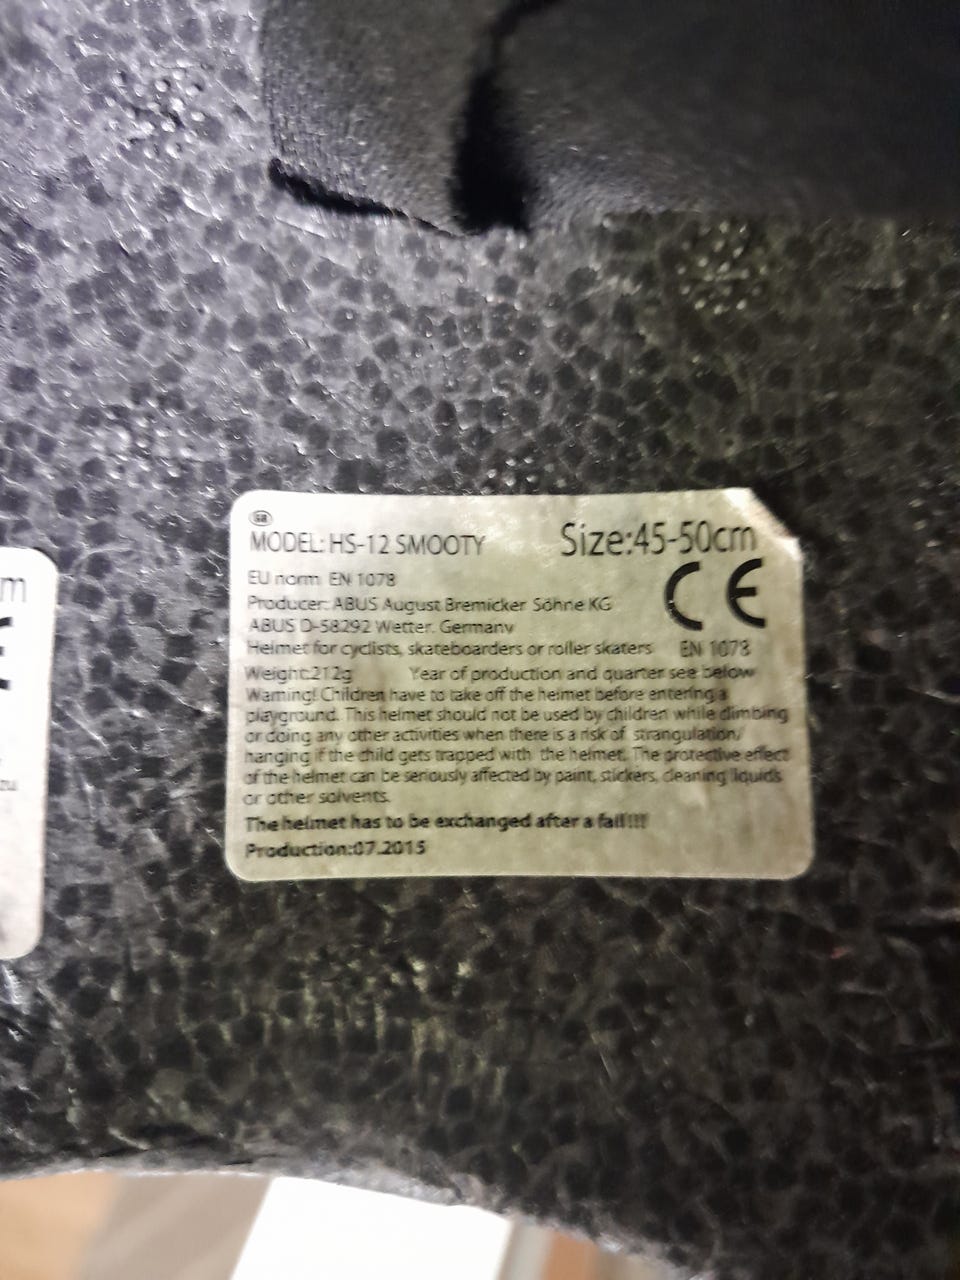 GB
MODEL: HS-12 SMOOTY Size:45-50cm
EU norm EN 1078
CE
Producer: ABUS August Bremicker Söhne KG
ABUS D-58292 Wetter. Germany
Helmet for cyclists, skateboarders or roller skaters EN 1078
Weight:212g Year of production and quarter see below
Warning! Children have to take off the helmet before entering a
playground. This helmet should not be used by children while climbing
or doing any other activities when there is a risk of strangulation/
hanging if the child gets trapped with the helmet. The protective effect
of the helmet can be seriously affected by paint, stickers, cleaning liquids
or other solvents.
The helmet has to be exchanged after a fall!!!
Production:07.2015